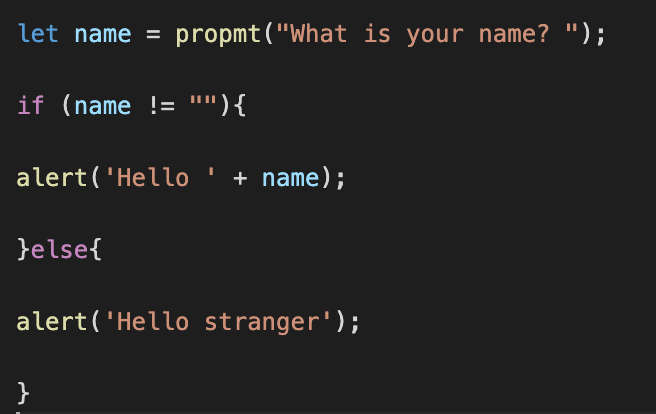 let name = propmt("What is your name? ");
if (name != ""){
alert('Hello ' + name);
}else{
alert('Hello stranger');
}